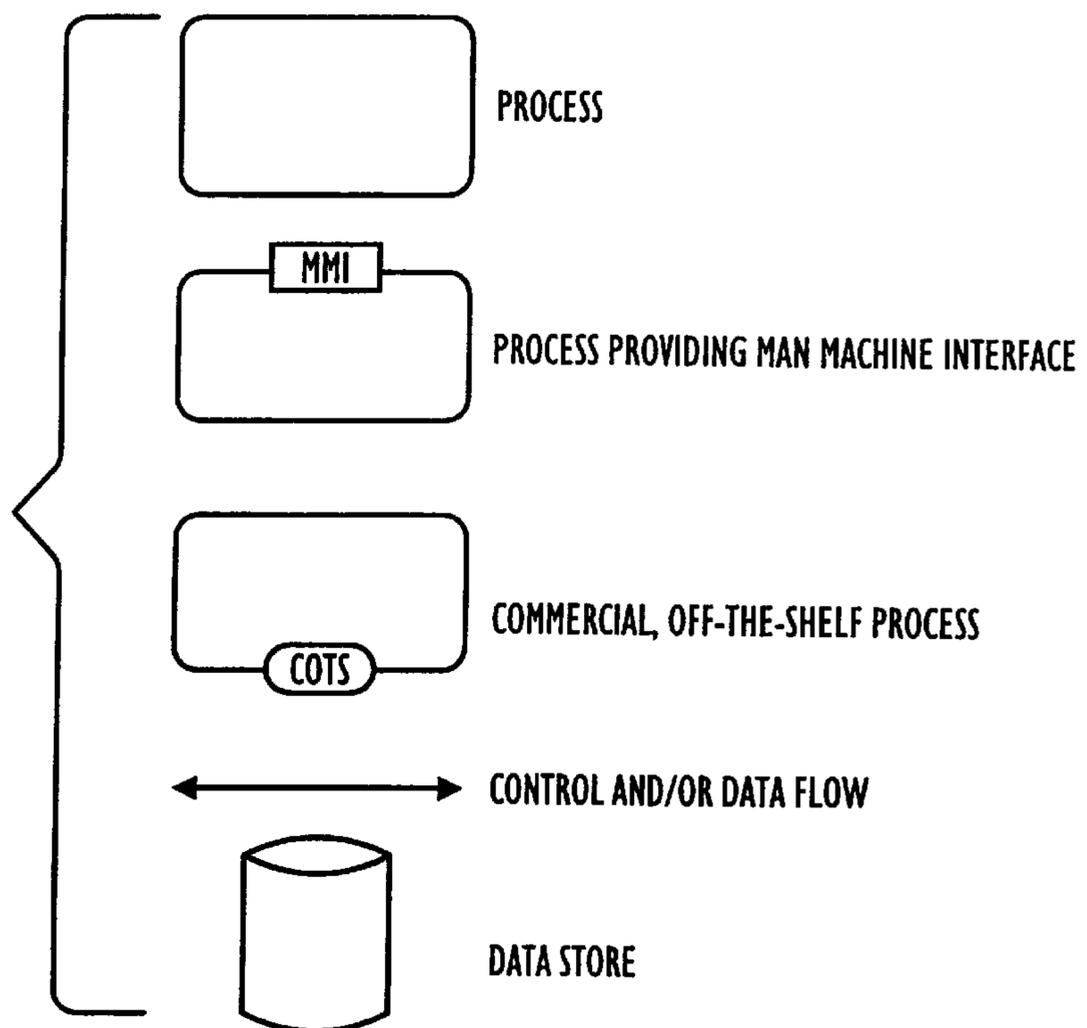 PROCESS
MMI
PROCESS PROVIDING MAN MACHINE INTERFACE
COMMERCIAL, OFF-THE-SHELF PROCESS
COTS
CONTROL AND/OR DATA FLOW
DATA STORE